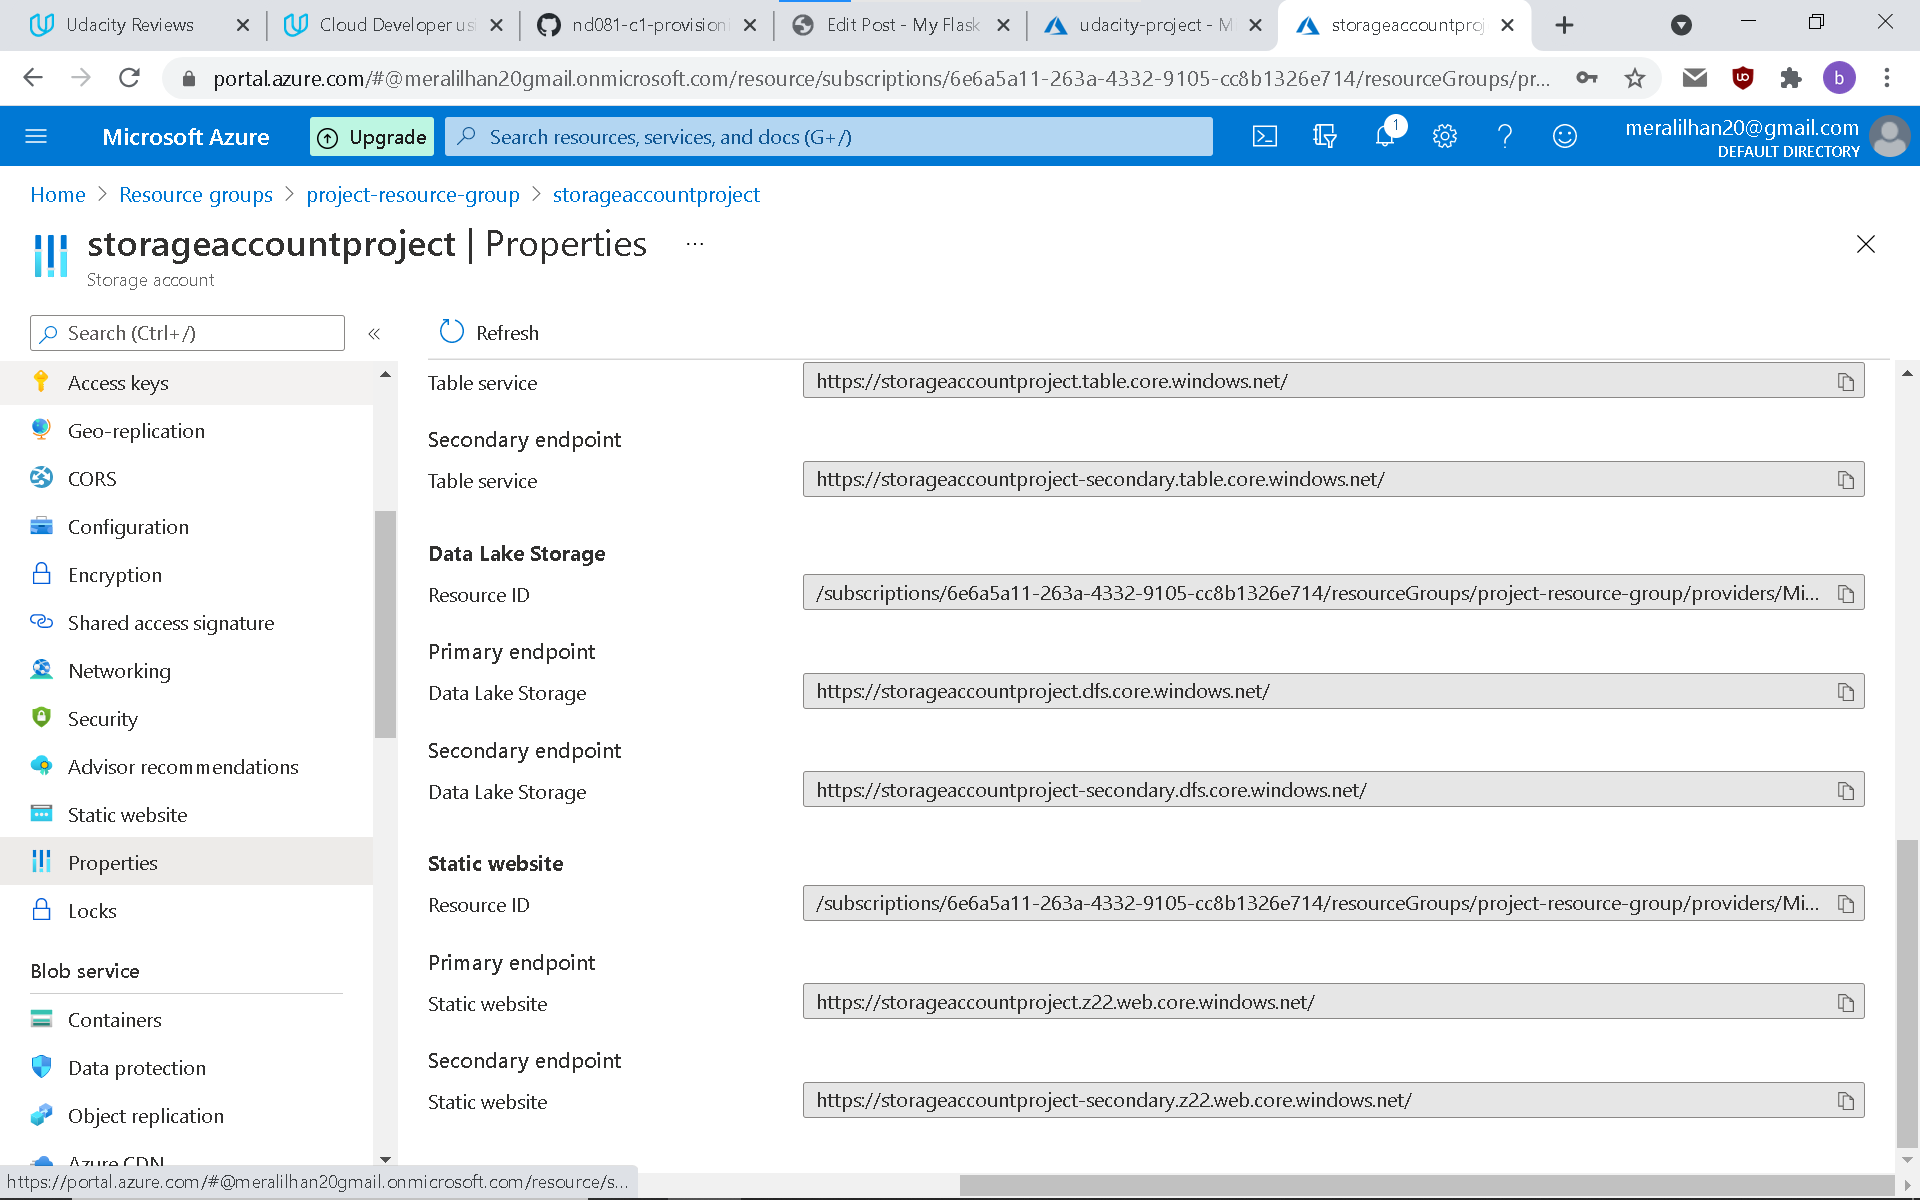 Udacity Reviews
Cloud Developer us
nd081-c1-provision
Edit Post - My Flask
udacity-project - M
storageaccountproj
portal.azure.com/#@meralilhan20gmail.onmicrosoft.com/resource/subscriptions/6e6a5a11-263a-4332-9105-cc8b1326e714/resourceGroups/pr...
b
Microsoft Azure
Upgrade
Search resources, services, and docs (G+/)
1
meralilhan20@gmail.com
DEFAULT DIRECTORY
Home > Resource groups > project-resource-group > storageaccountproject
storageaccountproject | Properties ...
Storage account
Search (Ctrl+/)
«
Refresh
Access keys
Geo-replication
CORS
Configuration
Encryption
Shared access signature
Networking
Security
Advisor recommendations
Static website
Properties
Locks
Blob service
Containers
Data protection
Object replication
Azure CDN
Table service
https://storageaccountproject.table.core.windows.net/
Secondary endpoint
Table service
https://storageaccountproject-secondary.table.core.windows.net/
Data Lake Storage
Resource ID
/subscriptions/6e6a5a11-263a-4332-9105-cc8b1326e714/resourceGroups/project-resource-group/providers/Mi...
Primary endpoint
Data Lake Storage
https://storageaccountproject.dfs.core.windows.net/
Secondary endpoint
Data Lake Storage
https://storageaccountproject-secondary.dfs.core.windows.net/
Static website
Resource ID
/subscriptions/6e6a5a11-263a-4332-9105-cc8b1326e714/resourceGroups/project-resource-group/providers/Mi...
Primary endpoint
Static website
https://storageaccountproject.z22.web.core.windows.net/
Secondary endpoint
Static website
https://storageaccountproject-secondary.z22.web.core.windows.net/
https://portal.azure.com/#@meralilhan20gmail.onmicrosoft.com/resource/s...